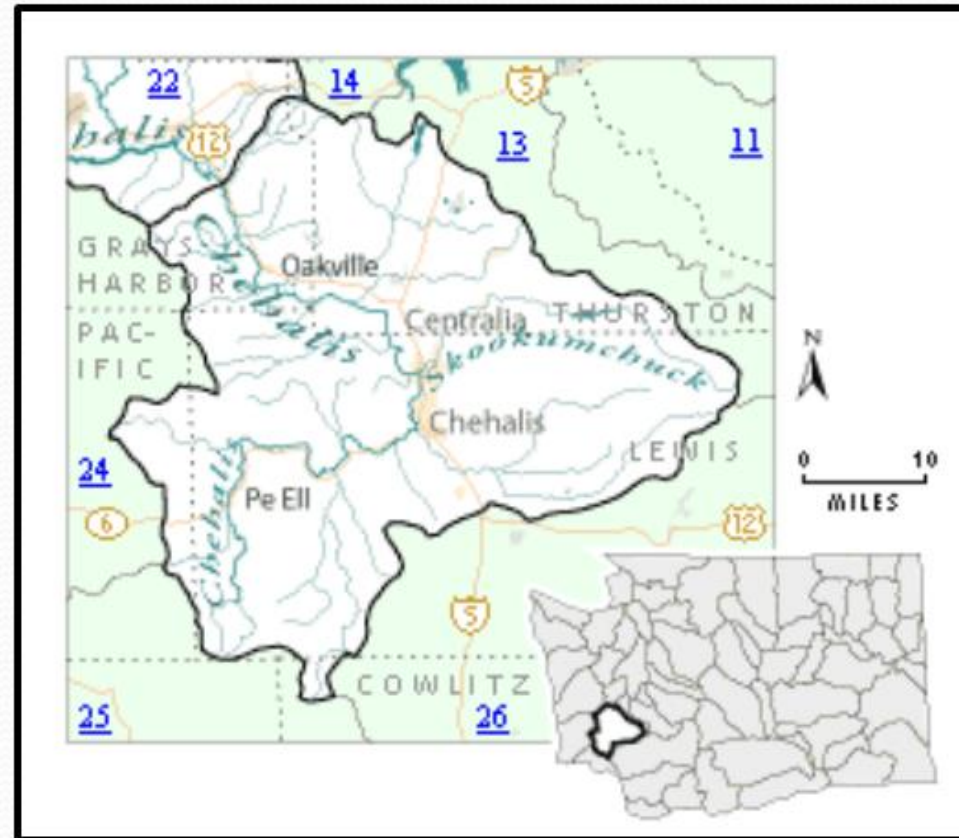 22
14
5
12
13
11
halis
Chehalis
GRAYS
HARBOR
Oakville
PAC-
IFIC
Centralia
THURSTON
Skookumchuck
N
Chehalis
LEWIS
0 10
MILES
24
Chehalis
Pe Ell
6
12
5
COWLITZ
25
26